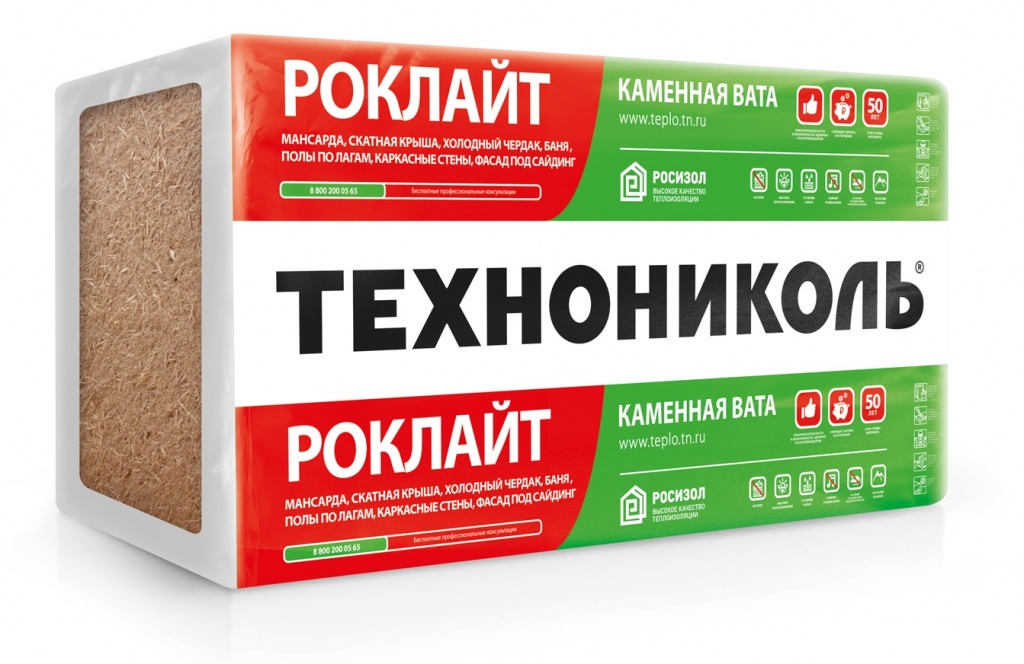 РОКЛАЙТ
МАНСАРДА, СКАТНАЯ КРЫША, ХОЛОДНЫЙ ЧЕРДАК, БАНЯ,
ПОЛЫ ПО ЛАГАМ, КАРКАСНЫЕ СТЕНЫ, ФАСАД ПОД САЙДИНГ
8 800 200 05 65 Бесплатные профессиональные консультации
КАМЕННАЯ ВАТА
www.teplo.tn.ru
50
ЛЕТ
РОСИЗОЛ
ВЫСОКОЕ КАЧЕСТВО
ТЕПЛОИЗОЛЯЦИИ
ТЕХНОНИКОЛЬ®
РОКЛАЙТ
МАНСАРДА, СКАТНАЯ КРЫША, ХОЛОДНЫЙ ЧЕРДАК, БАНЯ,
ПОЛЫ ПО ЛАГАМ, КАРКАСНЫЕ СТЕНЫ, ФАСАД ПОД САЙДИНГ
8 800 200 05 65 Бесплатные профессиональные консультации
КАМЕННАЯ ВАТА
www.teplo.tn.ru
50
ЛЕТ
РОСИЗОЛ
ВЫСОКОЕ КАЧЕСТВО
ТЕПЛОИЗОЛЯЦИИ